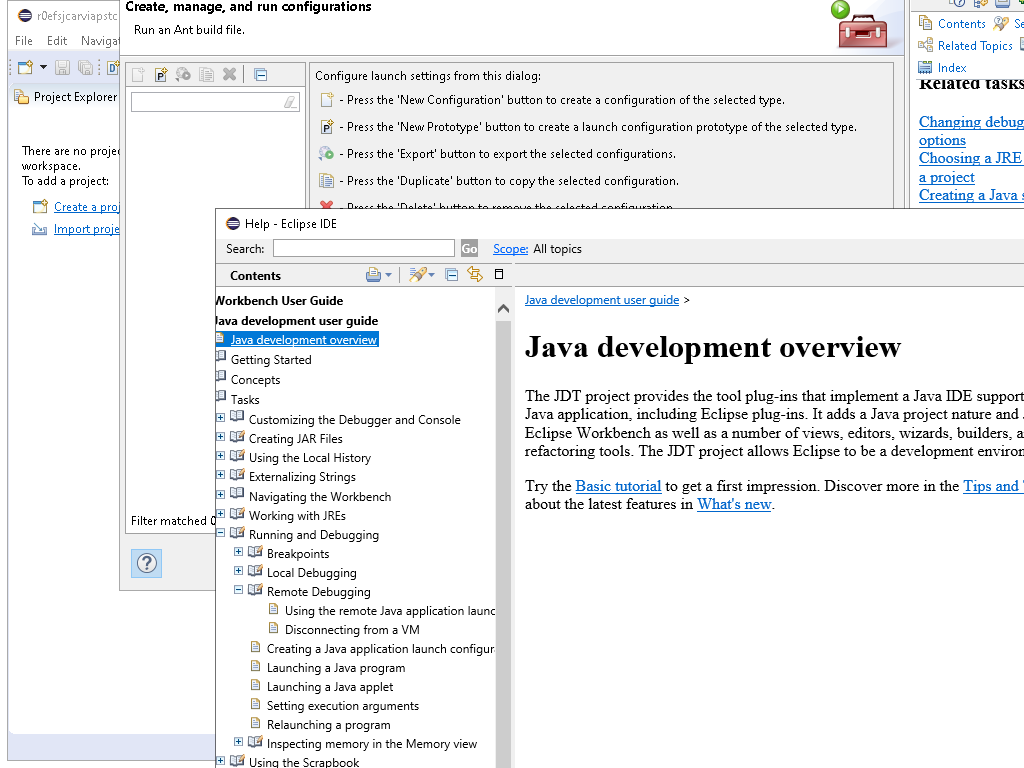 r0efsjcarviapstc
File Edit Navigat
Project Explorer
There are no projec
workspace.
To add a project:
Create a proj
Import proje
Create, manage, and run configurations
Run an Ant build file.
Configure launch settings from this dialog:
- Press the 'New Configuration' button to create a configuration of the selected type.
- Press the 'New Prototype' button to create a launch configuration prototype of the selected type.
- Press the 'Export' button to export the selected configurations.
- Press the 'Duplicate' button to copy the selected configuration.
- Press the 'Delete' button to remove the selected configuration.
Filter matched 0
Contents Se
Related Topics
Index
Related tasks
Changing debug
options
Choosing a JRE
a project
Creating a Java s
Help - Eclipse IDE
Search: Go Scope: All topics
Contents
Workbench User Guide
Java development user guide
Java development overview
Getting Started
Concepts
Tasks
Customizing the Debugger and Console
Creating JAR Files
Using the Local History
Externalizing Strings
Navigating the Workbench
Working with JREs
Running and Debugging
Breakpoints
Local Debugging
Remote Debugging
Using the remote Java application launc
Disconnecting from a VM
Creating a Java application launch configur
Launching a Java program
Launching a Java applet
Setting execution arguments
Relaunching a program
Inspecting memory in the Memory view
Using the Scrapbook
Java development user guide >
Java development overview
The JDT project provides the tool plug-ins that implement a Java IDE support
Java application, including Eclipse plug-ins. It adds a Java project nature and
Eclipse Workbench as well as a number of views, editors, wizards, builders, a
refactoring tools. The JDT project allows Eclipse to be a development environ
Try the Basic tutorial to get a first impression. Discover more in the Tips and
about the latest features in What's new.